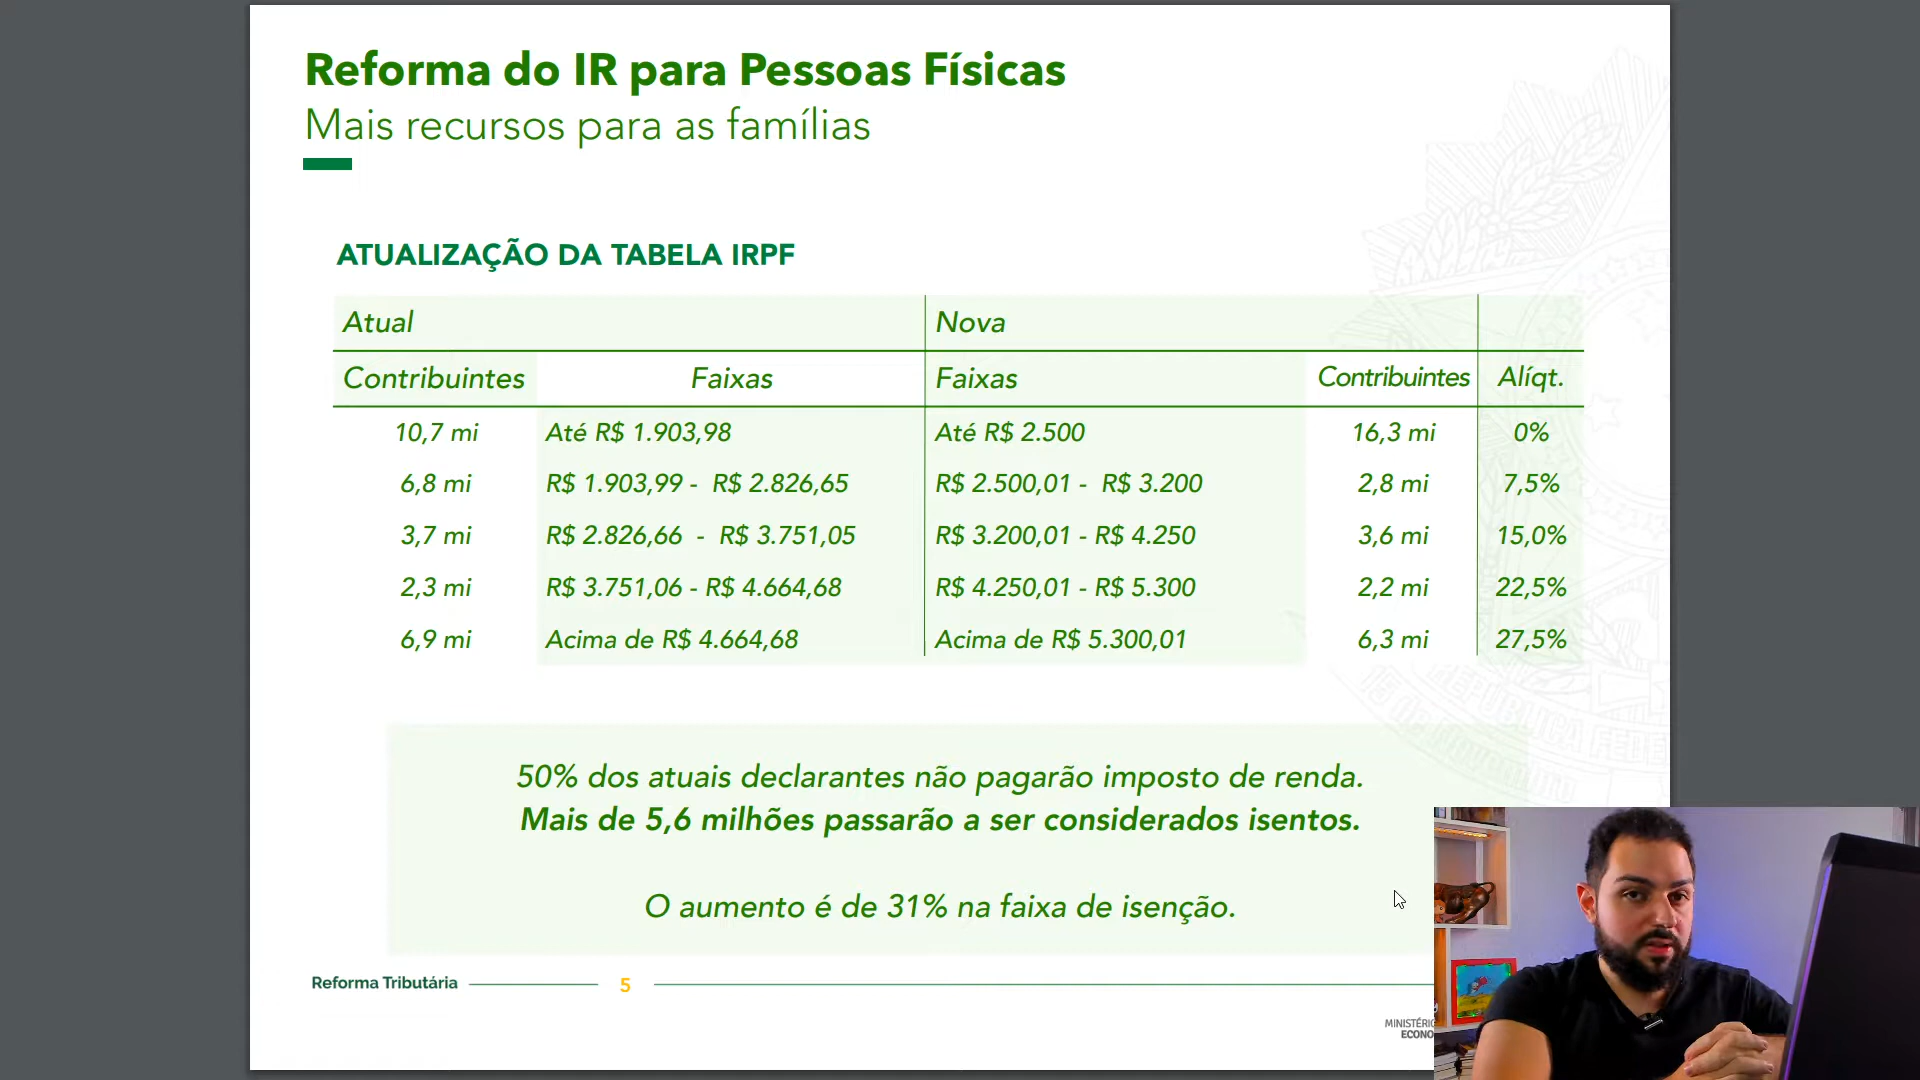 Reforma do IR para Pessoas Físicas
Mais recursos para as famílias
ATUALIZAÇÃO DA TABELA IRPF
Atual Nova
Contribuintes Faixas Faixas Contribuintes Alíqt.
10,7 mi Até R$ 1.903,98 Até R$ 2.500 16,3 mi 0%
6,8 mi R$ 1.903,99 - R$ 2.826,65 R$ 2.500,01 - R$ 3.200 2,8 mi 7,5%
3,7 mi R$ 2.826,66 - R$ 3.751,05 R$ 3.200,01 - R$ 4.250 3,6 mi 15,0%
2,3 mi R$ 3.751,06 - R$ 4.664,68 R$ 4.250,01 - R$ 5.300 2,2 mi 22,5%
6,9 mi Acima de R$ 4.664,68 Acima de R$ 5.300,01 6,3 mi 27,5%
50% dos atuais declarantes não pagarão imposto de renda.
Mais de 5,6 milhões passarão a ser considerados isentos.
O aumento é de 31% na faixa de isenção.
Reforma Tributária 5